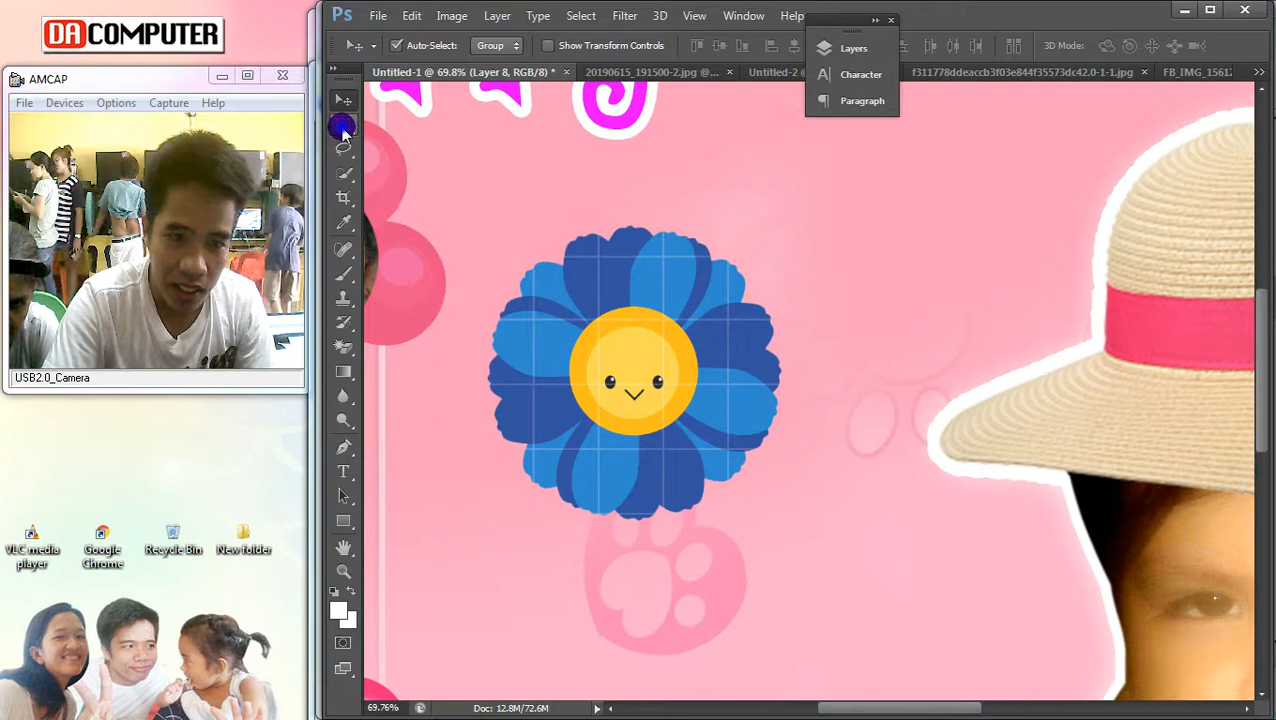 DACOMPUTER
AMCAP
File Devices Options Capture Help
USB2.0_Camera
VLC media player
Google Chrome
Recycle Bin
New folder
Ps File Edit Image Layer Type Select Filter 3D View Window Help
Auto-Select: Group Show Transform Controls 3D Mode:
Untitled-1 @ 69.8% (Layer 8, RGB/8) * × 20190615_191500-2.jpg @... × Untitled-2 f311778ddeaccb3f03e844f35573dc42.0-1-1.jpg × FB_IMG_1561
Layers
Character
Paragraph
69.76% Doc: 12.8M/72.6M